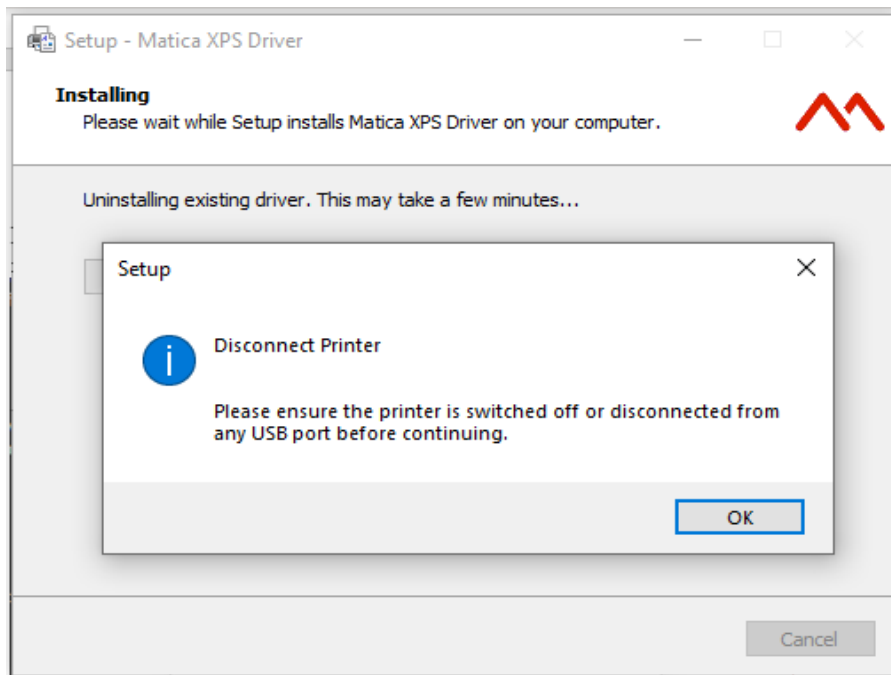 Setup - Matica XPS Driver
Installing
Please wait while Setup installs Matica XPS Driver on your computer.
Uninstalling existing driver. This may take a few minutes...
Setup
Disconnect Printer
Please ensure the printer is switched off or disconnected from
any USB port before continuing.
OK
Cancel